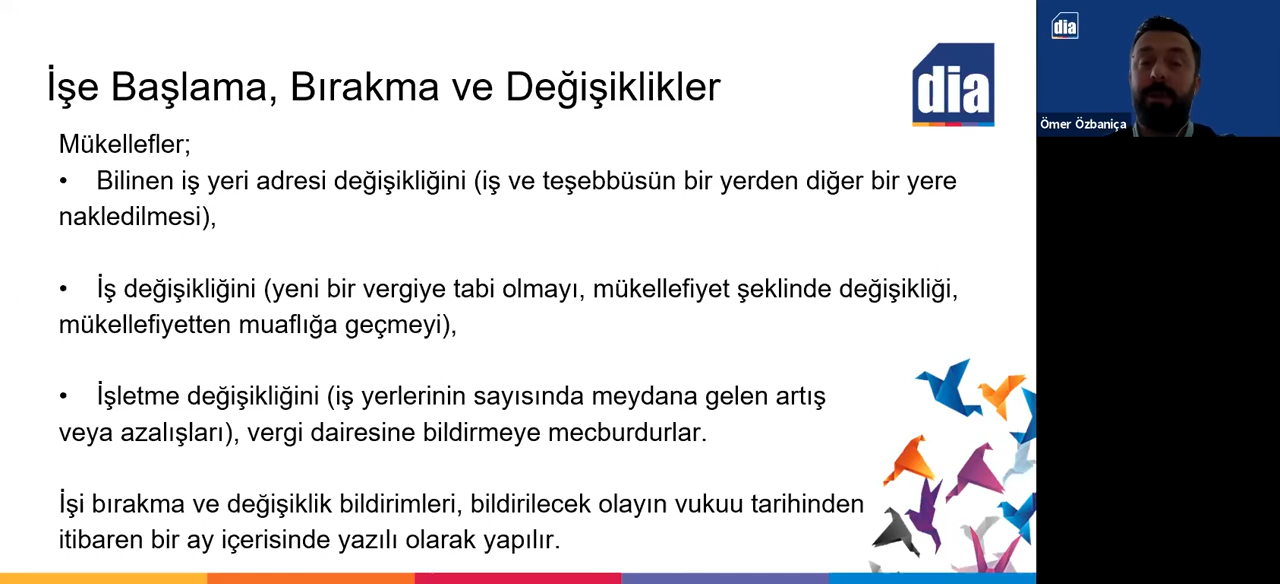 İşe Başlama, Bırakma ve Değişiklikler
dia
Mükellefler;
• Bilinen iş yeri adresi değişikliğini (iş ve teşebbüsün bir yerden diğer bir yere
nakledilmesi),
• İş değişikliğini (yeni bir vergiye tabi olmayı, mükellefiyet şeklinde değişikliği,
mükellefiyetten muaflığa geçmeyi),
• İşletme değişikliğini (iş yerlerinin sayısında meydana gelen artış
veya azalışları), vergi dairesine bildirmeye mecburdurlar.
İşi bırakma ve değişiklik bildirimleri, bildirilecek olayın vukuu tarihinden
itibaren bir ay içerisinde yazılı olarak yapılır.
dia
Ömer Özbaniça